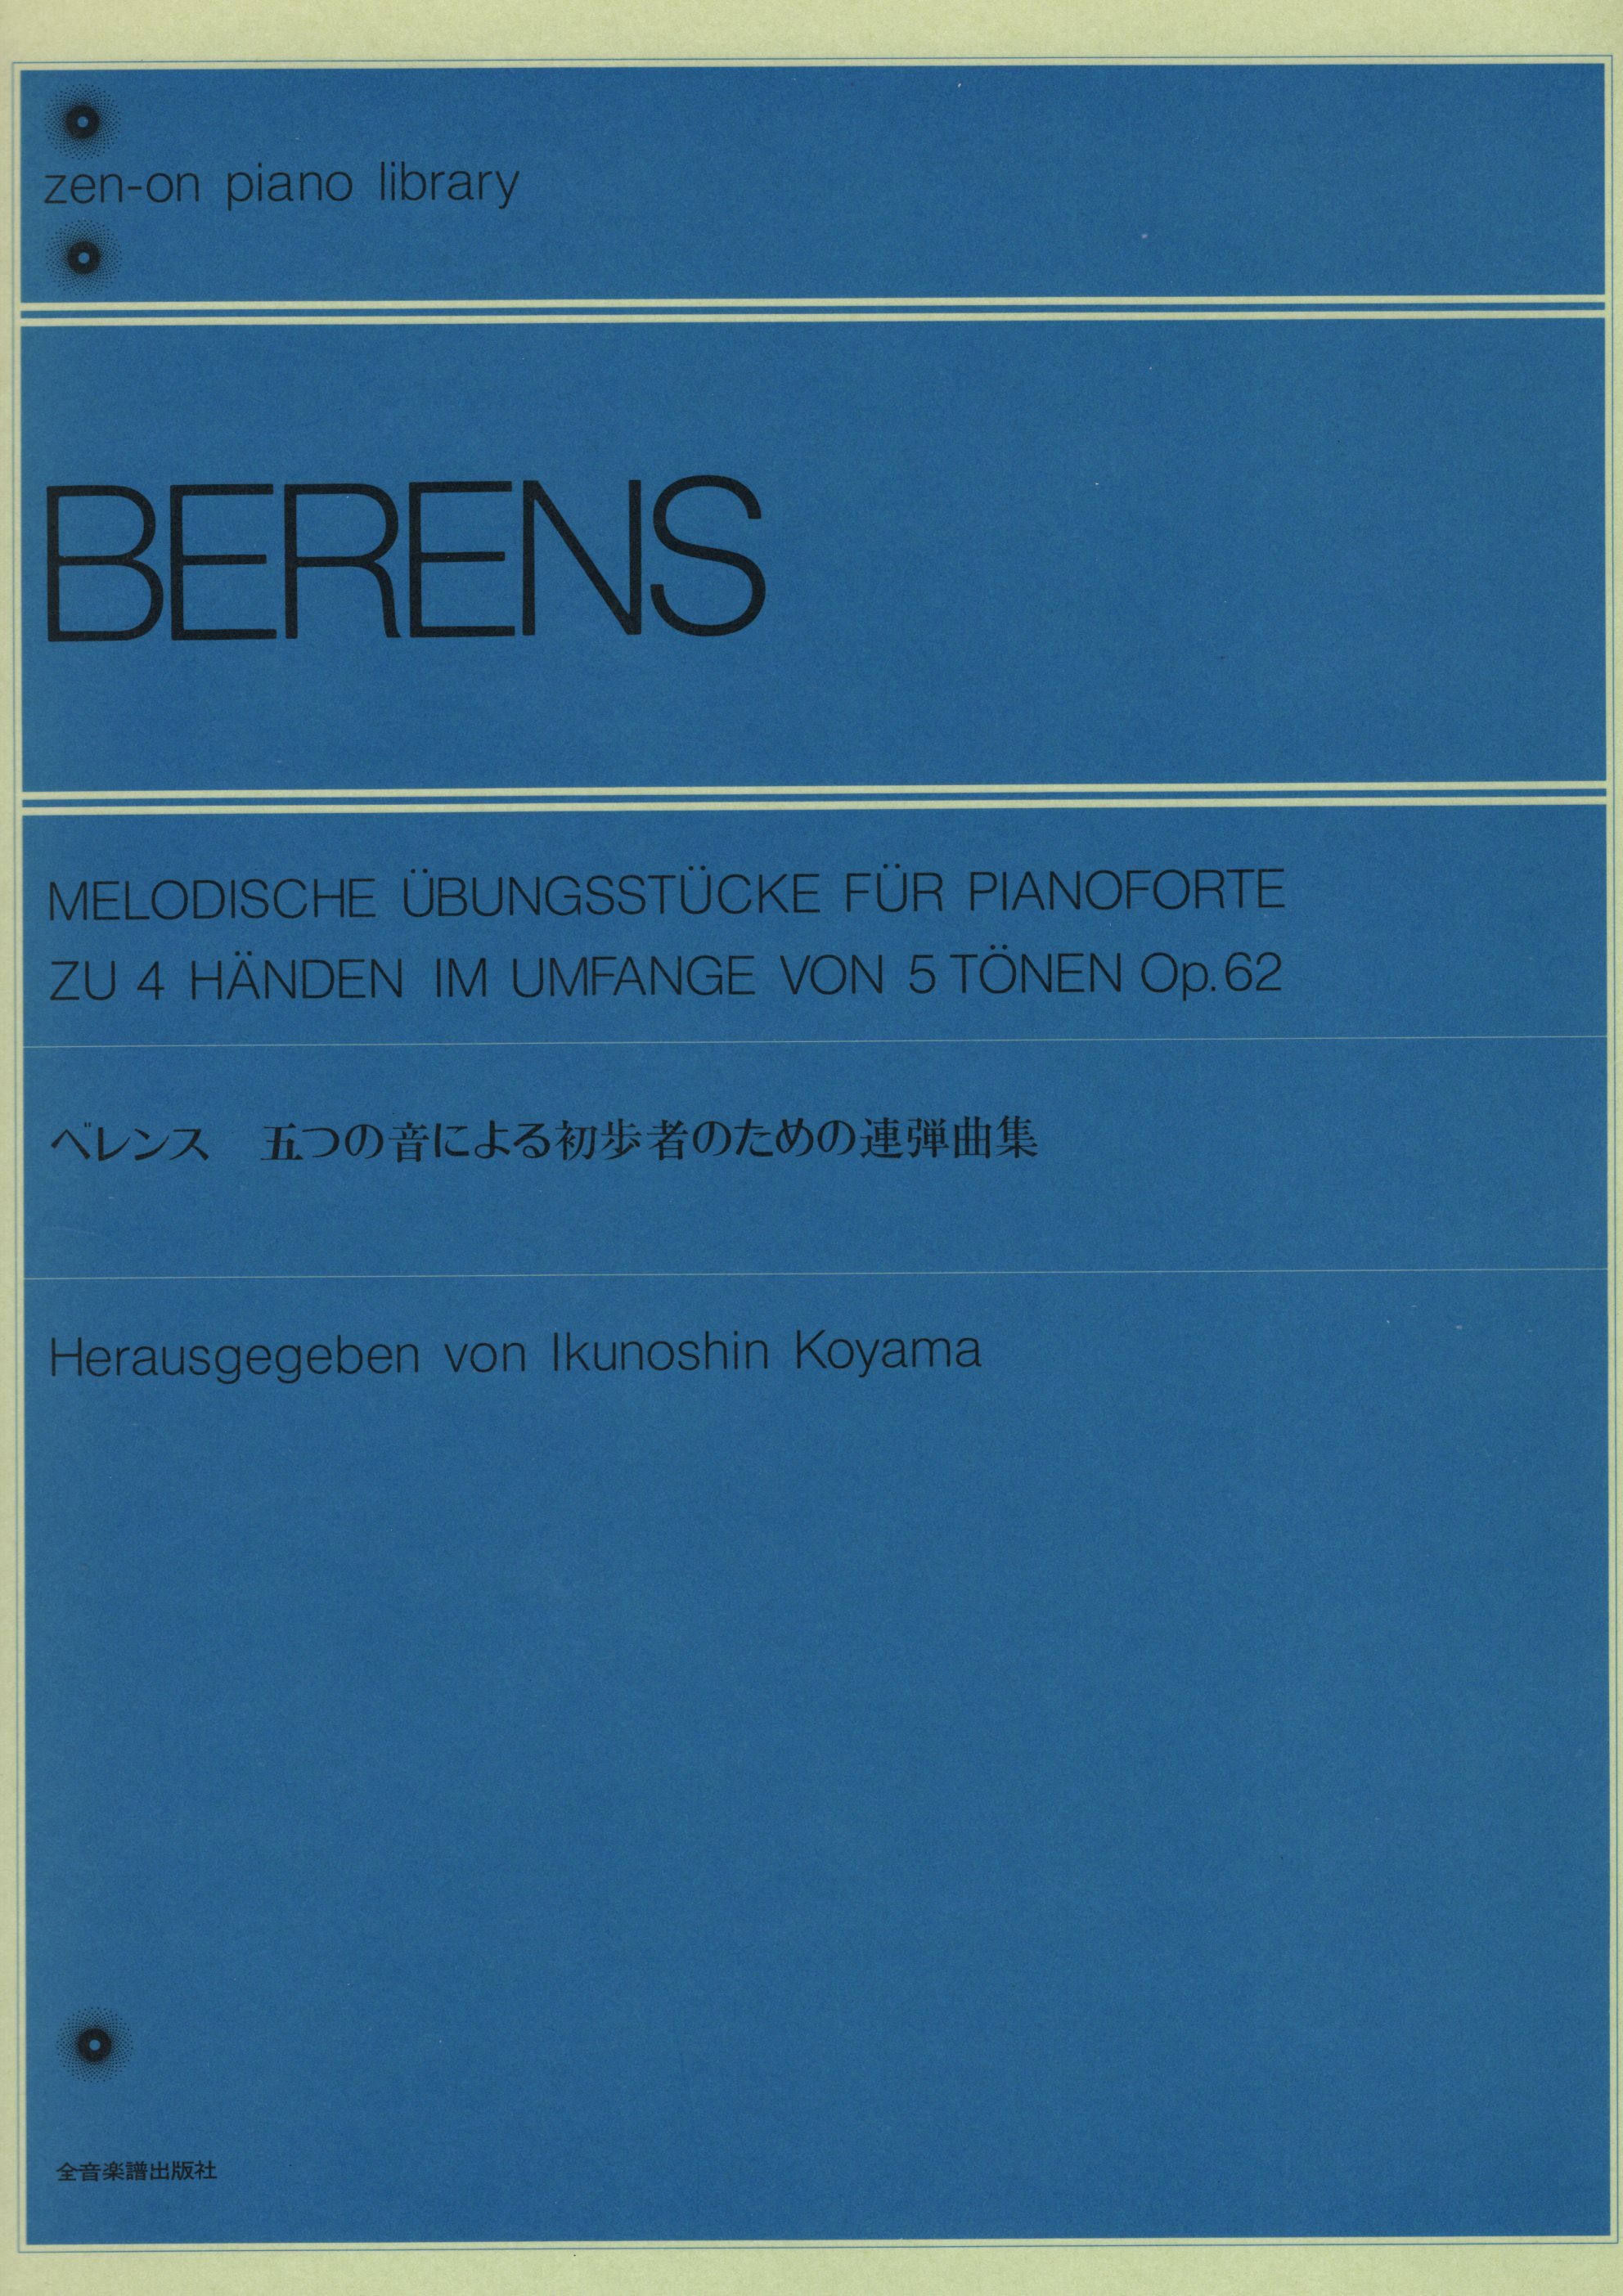 zen-on piano library
BERENS
MELODISCHE ÜBUNGSSTÜCKE FÜR PIANOFORTE
ZU 4 HÄNDEN IM UMFANGE VON 5 TÖNEN Op.62
ベレンス　五つの音による初歩者のための連弾曲集
Herausgegeben von Ikunoshin Koyama
全音楽譜出版社